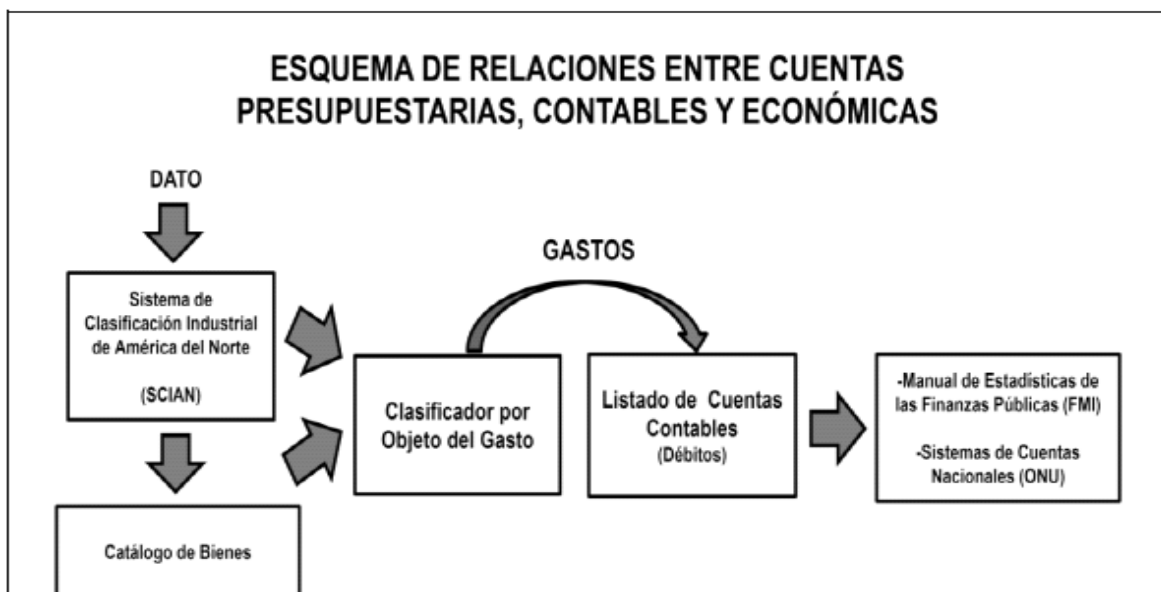 ESQUEMA DE RELACIONES ENTRE CUENTAS
PRESUPUESTARIAS, CONTABLES Y ECONÓMICAS
DATO
Sistema de
Clasificación Industrial
de América del Norte
(SCIAN)
Catálogo de Bienes
GASTOS
Clasificador por
Objeto del Gasto
Listado de Cuentas
Contables
(Débitos)
-Manual de Estadísticas de
las Finanzas Públicas (FMI)
-Sistemas de Cuentas
Nacionales (ONU)